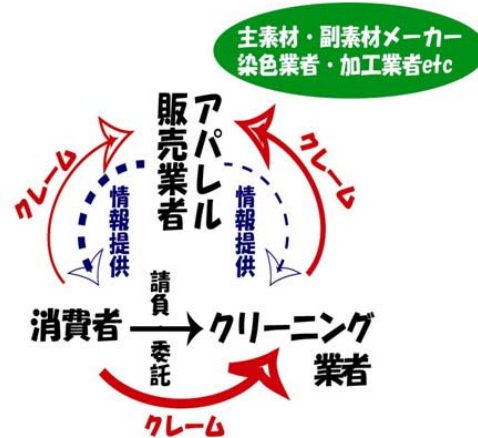 主素材・副素材メーカー
染色業者・加工業者etc
アパレル
販売業者
クレーム
クレーム
情報提供
情報提供
請負・委託
消費者
クリーニング
業者
クレーム